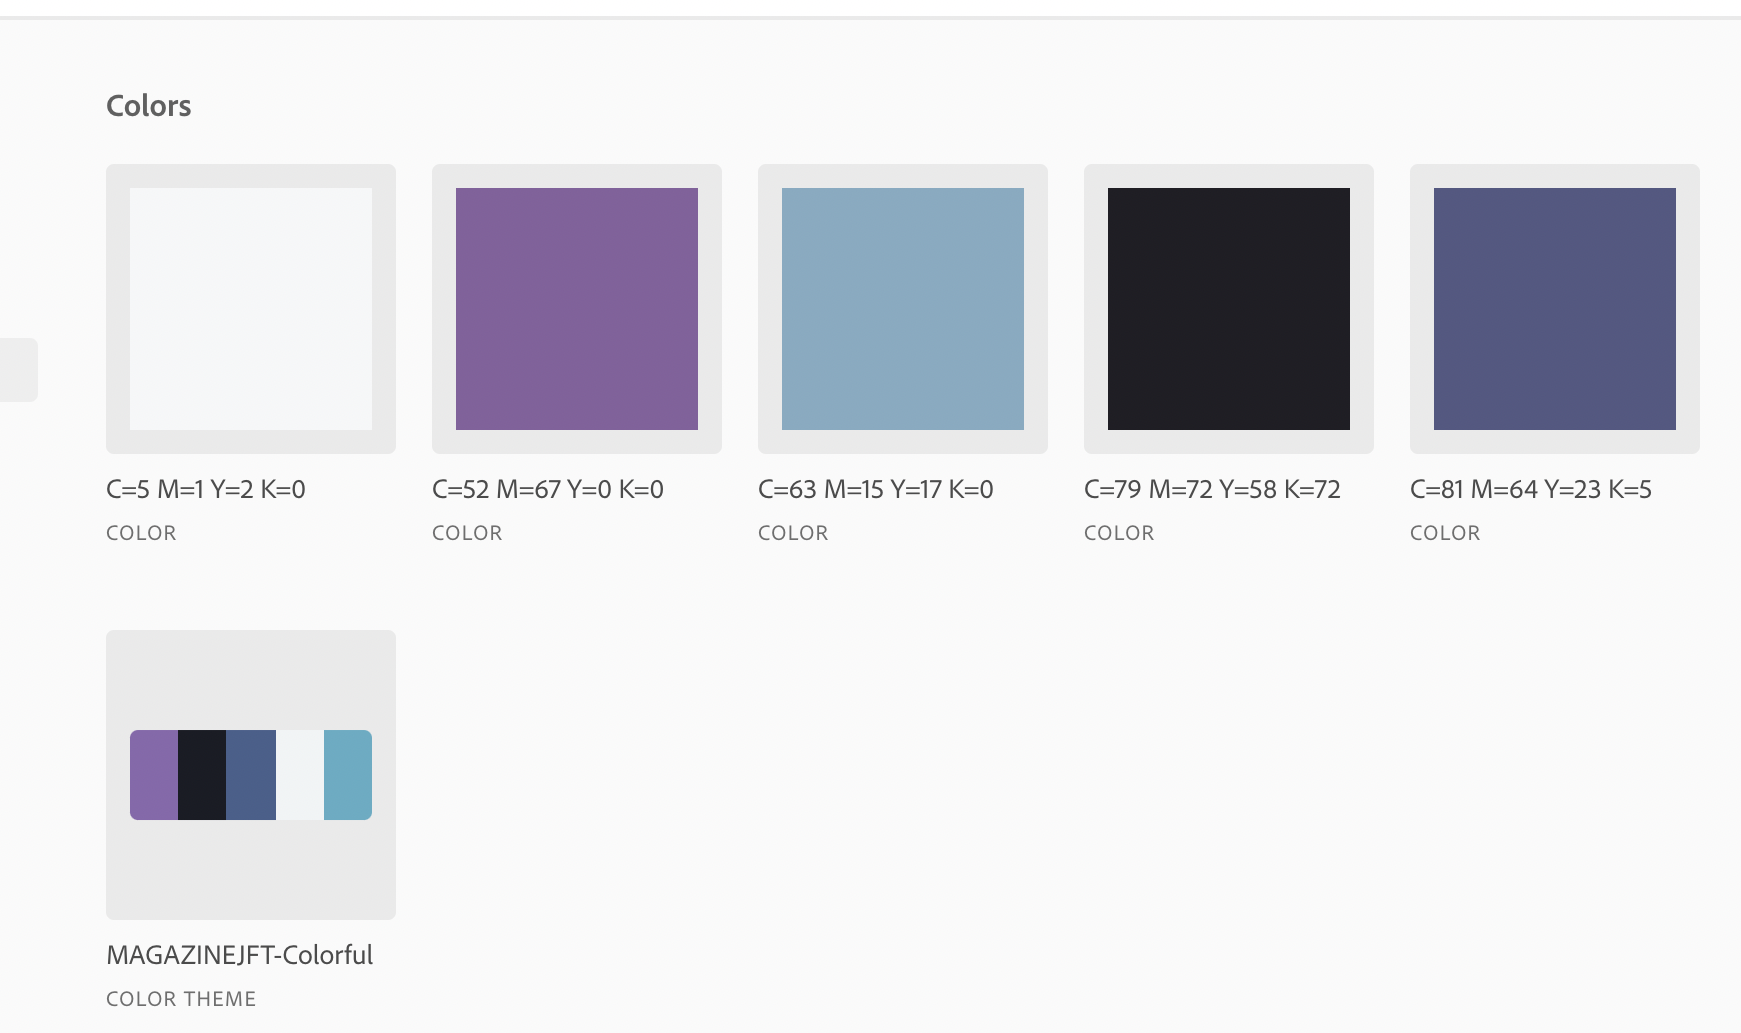 Colors
C=5 M=1 Y=2 K=0
COLOR
C=52 M=67 Y=0 K=0
COLOR
C=63 M=15 Y=17 K=0
COLOR
C=79 M=72 Y=58 K=72
COLOR
C=81 M=64 Y=23 K=5
COLOR
MAGAZINEJFT-Colorful
COLOR THEME